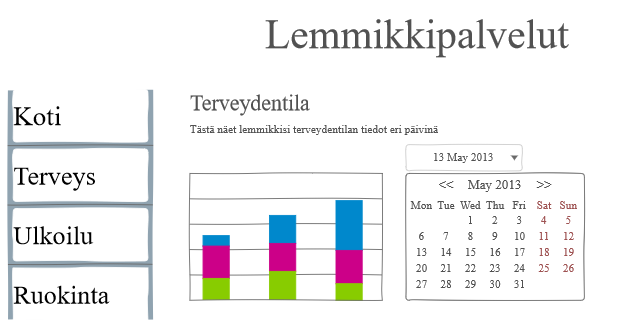 Lemmikkipalvelut
Koti
Terveys
Ulkoilu
Ruokinta
Terveydentila
Tästä näet lemmikkisi terveydentilan tiedot eri päivinä
13 May 2013
<< May 2013 >>
Mon Tue Wed Thu Fri Sat Sun
1 2 3 4 5
6 7 8 9 10 11 12
13 14 15 16 17 18 19
20 21 22 23 24 25 26
27 28 29 30 31